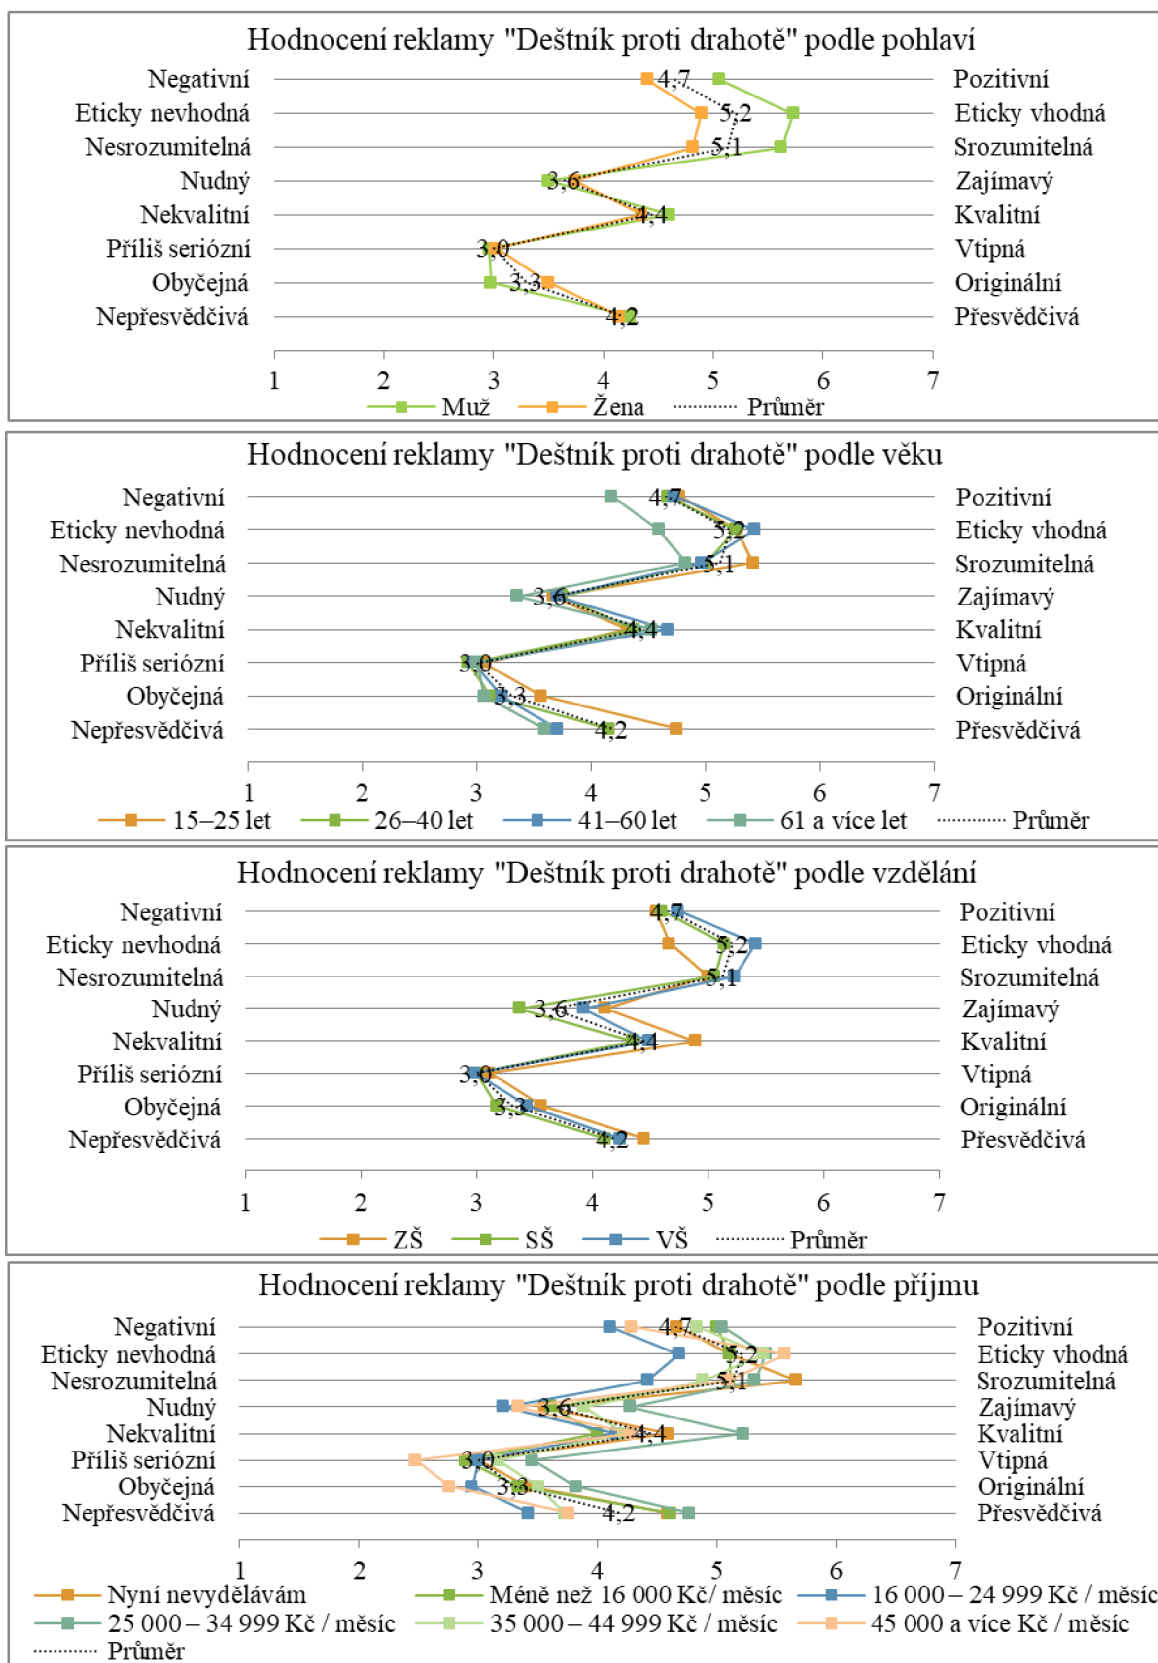 Hodnocení reklamy "Deštník proti drahotě" podle pohlaví
Negativní 4,7 Pozitivní
Eticky nevhodná 5,2 Eticky vhodná
Nesrozumitelná 5,1 Srozumitelná
Nudný 3,6 Zajímavý
Nekvalitní 4,4 Kvalitní
Příliš seriózní 3,0 Vtipná
Obyčejná 3,3 Originální
Nepřesvědčivá 4,2 Přesvědčivá
1 2 3 4 5 6 7
Muž Žena Průměr
Hodnocení reklamy "Deštník proti drahotě" podle věku
Negativní 4,7 Pozitivní
Eticky nevhodná 5,2 Eticky vhodná
Nesrozumitelná 5,1 Srozumitelná
Nudný 3,6 Zajímavý
Nekvalitní 4,4 Kvalitní
Příliš seriózní 3,0 Vtipná
Obyčejná 3,3 Originální
Nepřesvědčivá 4,2 Přesvědčivá
1 2 3 4 5 6 7
15–25 let 26–40 let 41–60 let 61 a více let Průměr
Hodnocení reklamy "Deštník proti drahotě" podle vzdělání
Negativní 4,7 Pozitivní
Eticky nevhodná 5,2 Eticky vhodná
Nesrozumitelná 5,1 Srozumitelná
Nudný 3,6 Zajímavý
Nekvalitní 4,4 Kvalitní
Příliš seriózní 3,0 Vtipná
Obyčejná 3,3 Originální
Nepřesvědčivá 4,2 Přesvědčivá
1 2 3 4 5 6 7
ZŠ SŠ VŠ Průměr
Hodnocení reklamy "Deštník proti drahotě" podle příjmu
Negativní 4,7 Pozitivní
Eticky nevhodná 5,2 Eticky vhodná
Nesrozumitelná 5,1 Srozumitelná
Nudný 3,6 Zajímavý
Nekvalitní 4,4 Kvalitní
Příliš seriózní 3,0 Vtipná
Obyčejná 3,3 Originální
Nepřesvědčivá 4,2 Přesvědčivá
1 2 3 4 5 6 7
Nyní nevydělávám Méně než 16 000 Kč / měsíc 16 000 – 24 999 Kč / měsíc
25 000 – 34 999 Kč / měsíc 35 000 – 44 999 Kč / měsíc 45 000 a více Kč / měsíc
Průměr